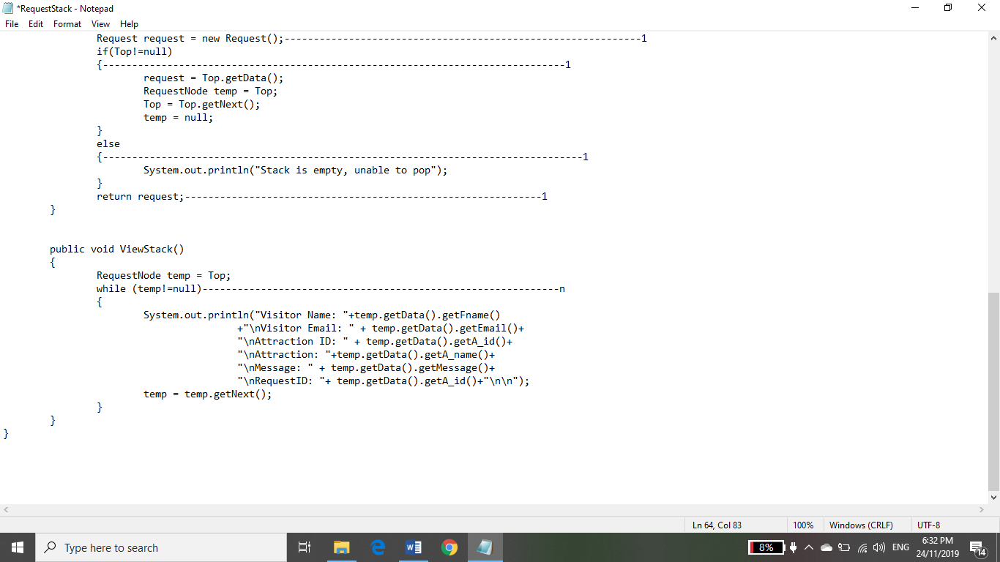 *RequestStack - Notepad
File Edit Format View Help
Request request = new Request();-------------------------------------------------------------1
if(Top!=null)
{-------------------------------------------------------------------------------1
request = Top.getData();
RequestNode temp = Top;
Top = Top.getNext();
temp = null;
}
else
{----------------------------------------------------------------------------------1
System.out.println("Stack is empty, unable to pop");
}
return request;-------------------------------------------------------------1
}
public void ViewStack()
{
RequestNode temp = Top;
while (temp!=null)-------------------------------------------------------------n
{
System.out.println("Visitor Name: "+temp.getData().getFname()
+"\nVisitor Email: " + temp.getData().getEmail()+
"\nAttraction ID: " + temp.getData().getA_id()+
"\nAttraction: "+temp.getData().getA_name()+
"\nMessage: " + temp.getData().getMessage()+
"\nRequestID: "+ temp.getData().getA_id()+"\n\n");
temp = temp.getNext();
}
}
}
Ln 64, Col 83 100% Windows (CRLF) UTF-8
Type here to search
8%
ENG
6:32 PM
24/11/2019
14